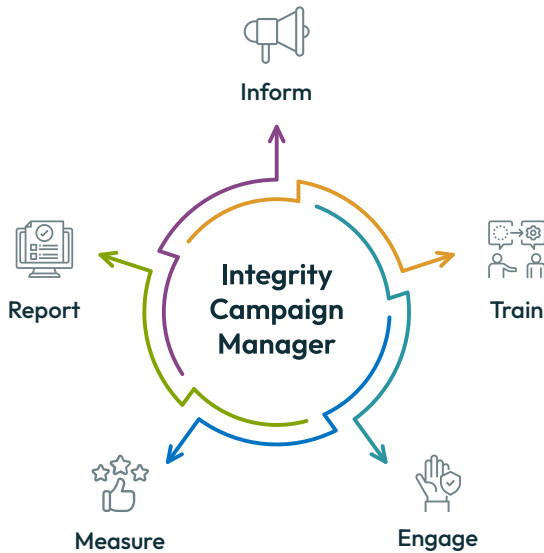 Inform
Report
Integrity
Campaign
Manager
Train
Measure
Engage